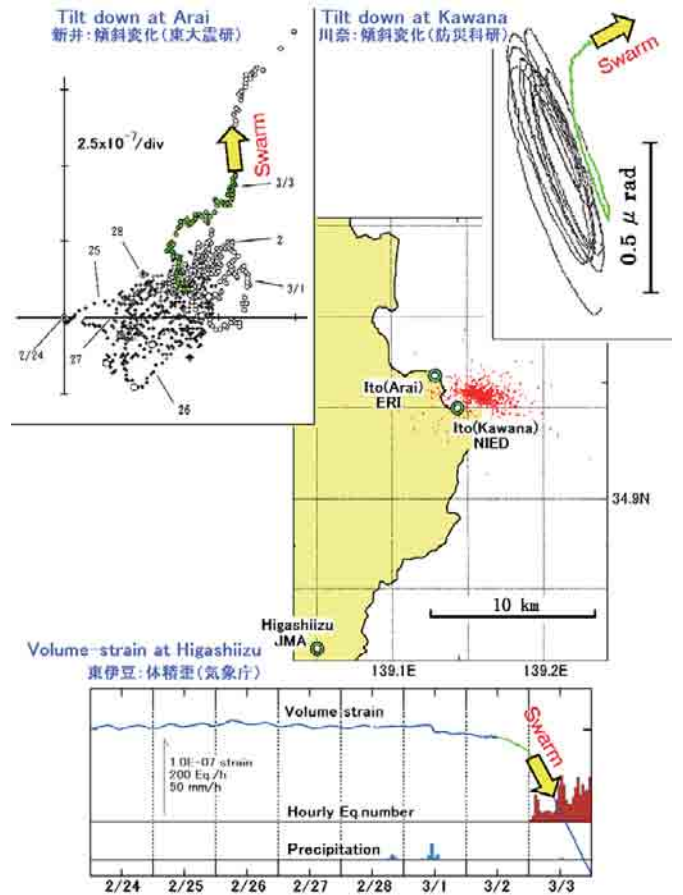 Tilt down at Arai
新井:傾斜変化(東大震研)
2.5x10⁻⁷/div
Swarm
3/3
28
25
2
3/1
2/24
27
26
Tilt down at Kawana
川奈:傾斜変化(防災科研)
Swarm
0.5 μ rad
Ito(Arai)
ERI
Ito(Kawana)
NIED
34.9N
10 km
Higashiizu
JMA
139.1E
139.2E
Volume-strain at Higashiizu
東伊豆:体積歪(気象庁)
Volume strain
Swarm
1.0E-07 strain
200 Eq./h
50 mm/h
Hourly Eq.number
Precipitation
2/24
2/25
2/26
2/27
2/28
3/1
3/2
3/3